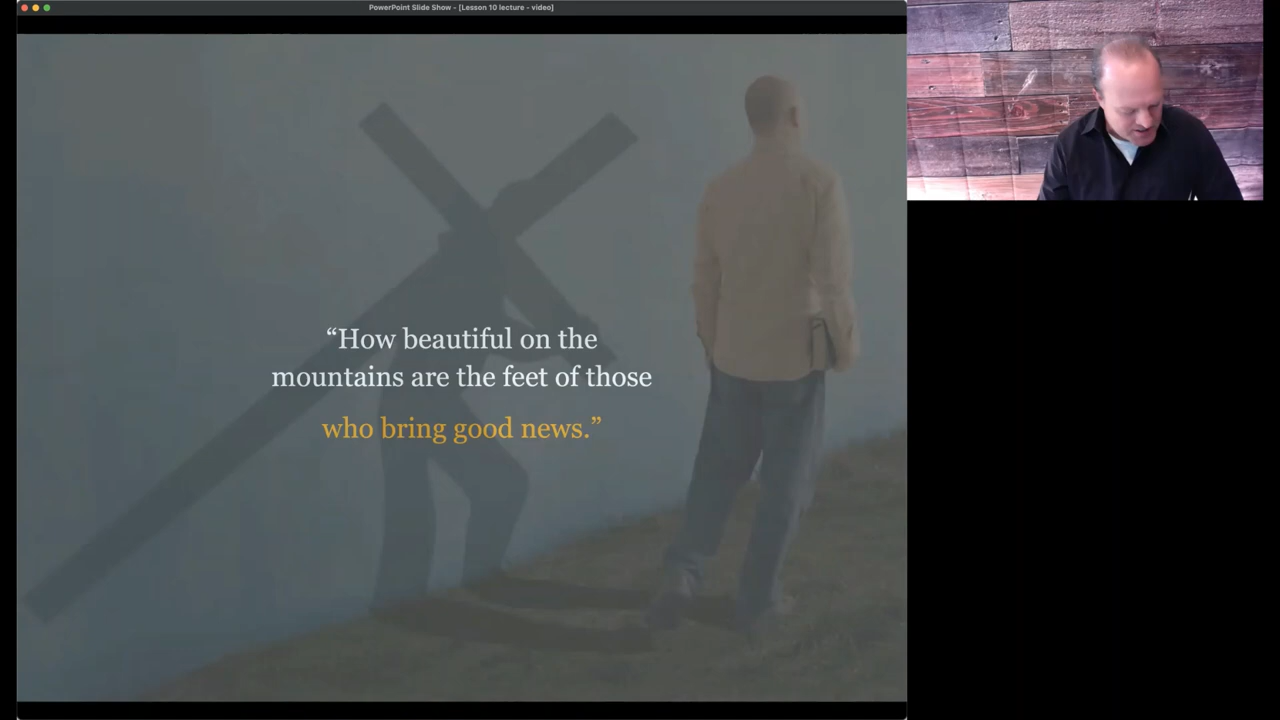 PowerPoint Slide Show - [Lesson 10 lecture - video]
“How beautiful on the
mountains are the feet of those
who bring good news.”